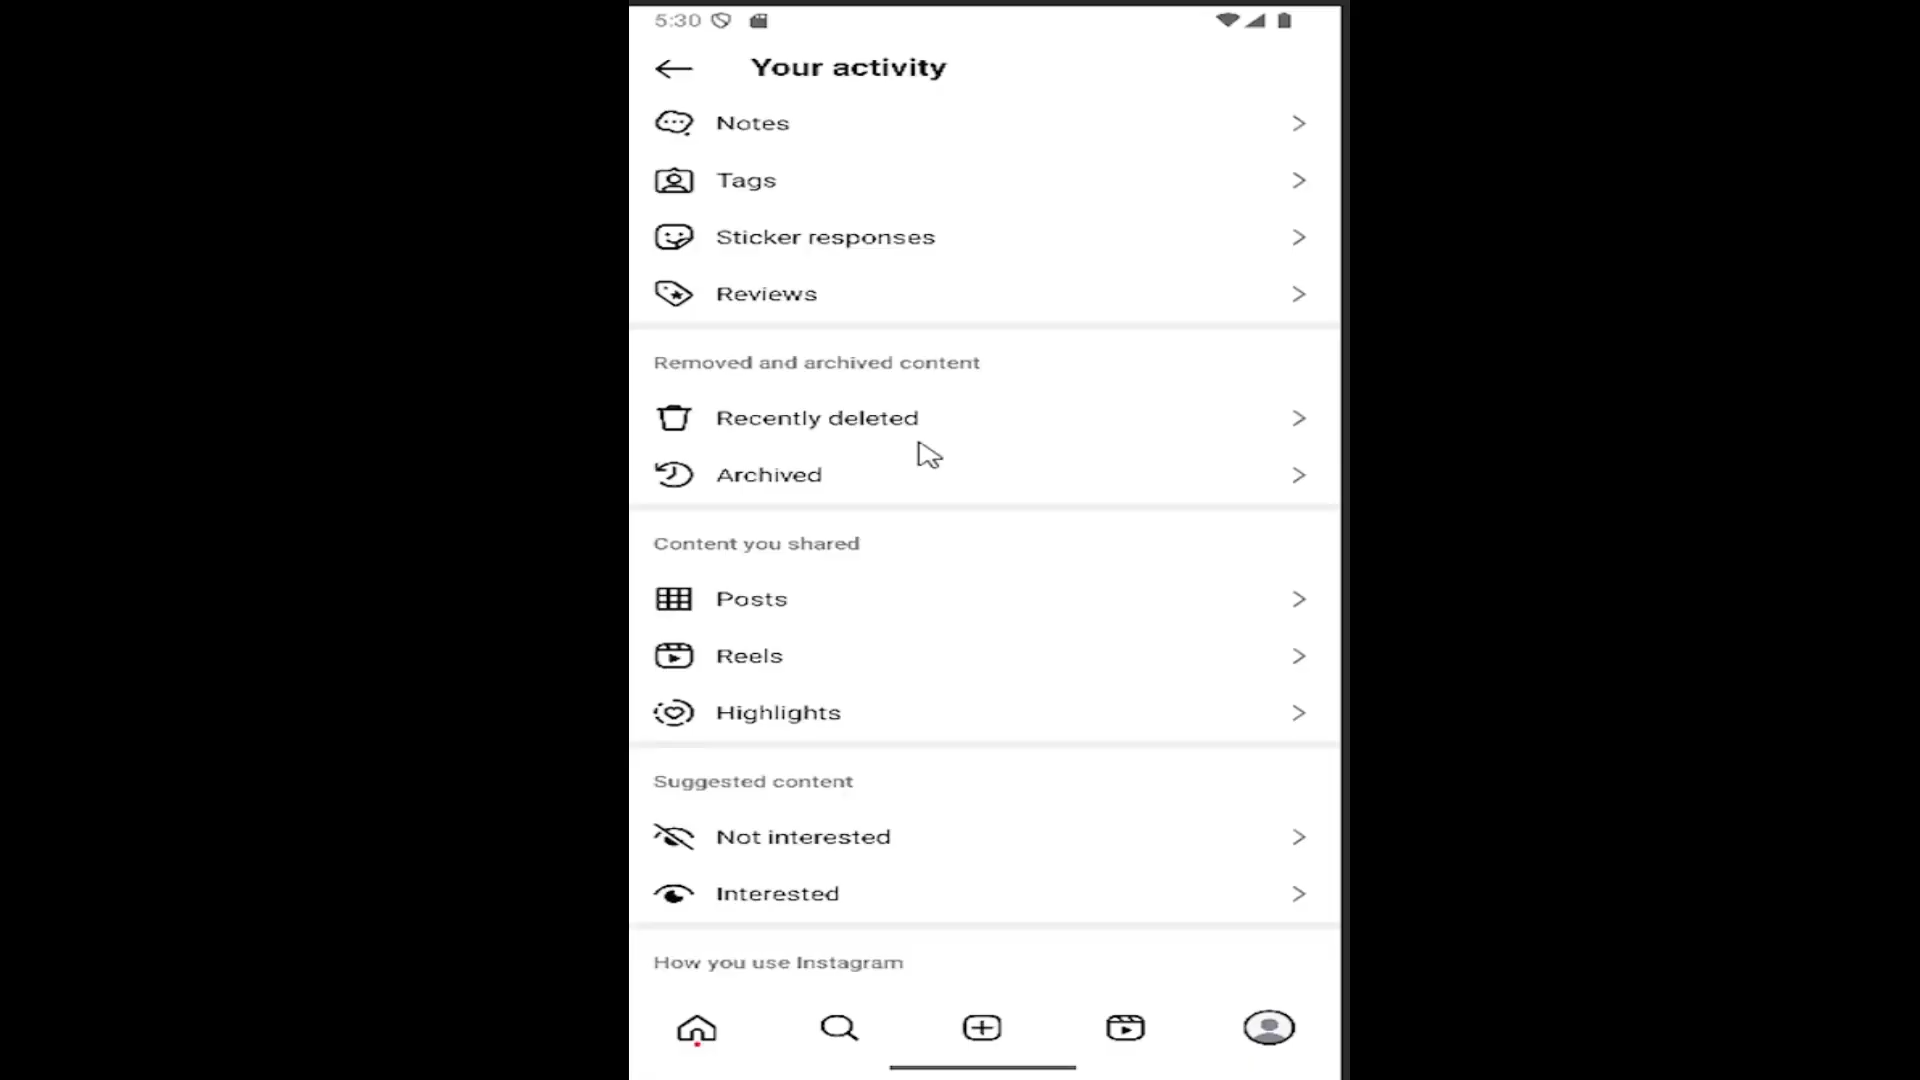 5:30
Your activity
Notes
Tags
Sticker responses
Reviews
Removed and archived content
Recently deleted
Archived
Content you shared
Posts
Reels
Highlights
Suggested content
Not interested
Interested
How you use Instagram